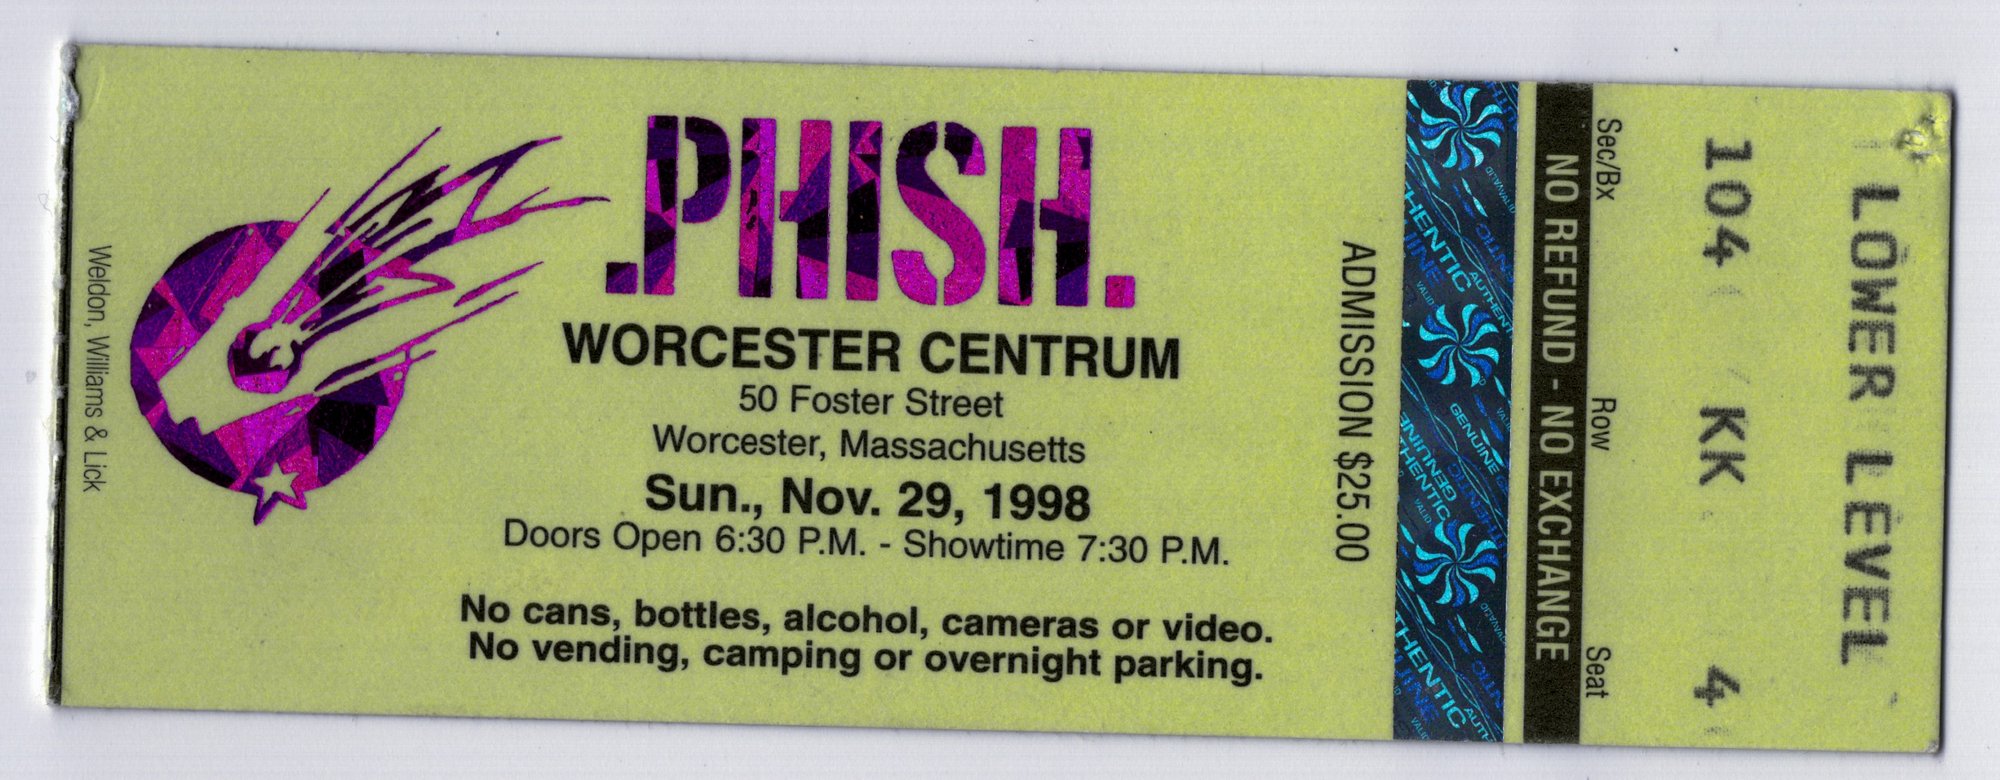 PHISH.
WORCESTER CENTRUM
50 Foster Street
Worcester, Massachusetts
Sun., Nov. 29, 1998
Doors Open 6:30 P.M. - Showtime 7:30 P.M.
No cans, bottles, alcohol, cameras or video.
No vending, camping or overnight parking.
Weldon, Williams & Lick
ADMISSION $25.00
AUTHENTIC
GENUINE
VALID
NO REFUND - NO EXCHANGE
Sec/Bx Row Seat
104 KK 4
LOWER LEVEL